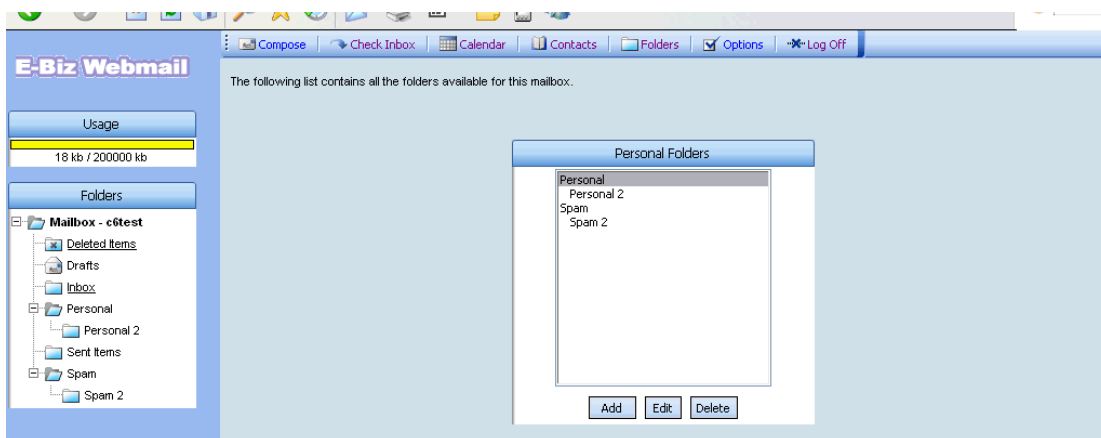 Compose Check Inbox Calendar Contacts Folders Options Log Off
E-Biz Webmail
The following list contains all the folders available for this mailbox.
Usage
18 kb / 200000 kb
Folders
Mailbox - c6test
Deleted Items
Drafts
Inbox
Personal
Personal 2
Sent Items
Spam
Spam 2
Personal Folders
Personal
Personal 2
Spam
Spam 2
Add Edit Delete